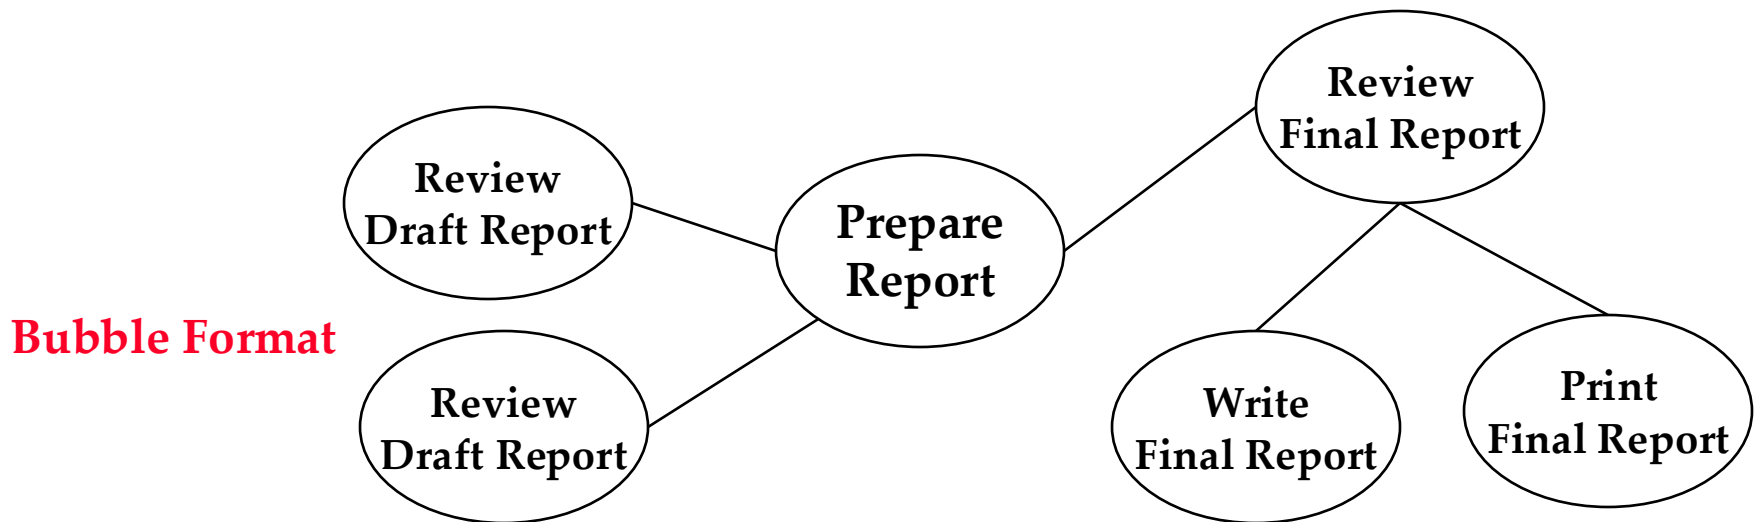 Review
Final Report
Review
Draft Report
Prepare
Report
Bubble Format
Review
Draft Report
Write
Final Report
Print
Final Report